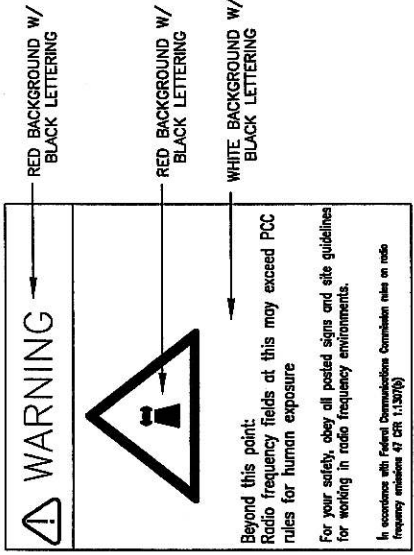 WARNING
Beyond this point:
Radio frequency fields at this may exceed PCC
rules for human exposure
For your safety, obey all posted signs and site guidelines
for working in radio frequency environments.
In accordance with Federal Communications Commission rules on radio
frequency emissions 47 CFR 1.1307(b)
RED BACKGROUND W/
BLACK LETTERING
RED BACKGROUND W/
BLACK LETTERING
WHITE BACKGROUND W/
BLACK LETTERING